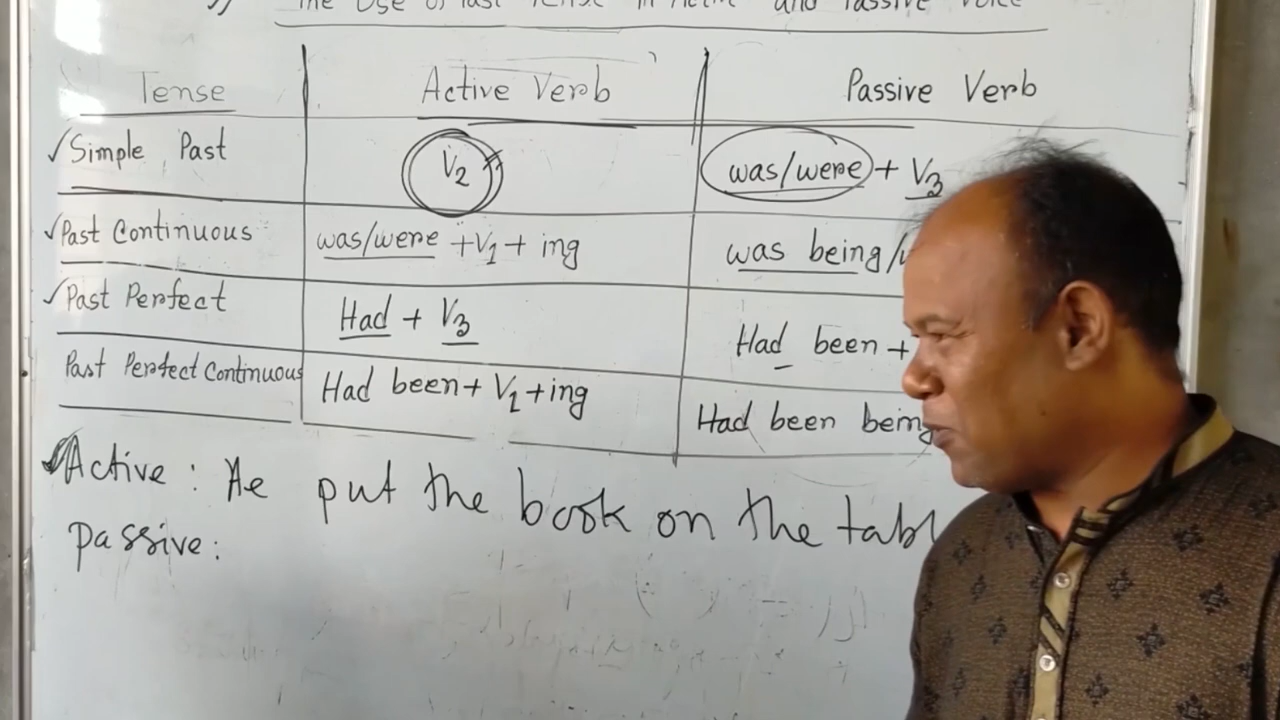 The Use of Past Tense in Active and Passive Voice
Tense Active Verb Passive Verb
Simple Past V2 was/were + V3
Past Continuous was/were + V1 + ing was being/
Past Perfect Had + V3 Had been +
Past Perfect Continuous Had been + V1 + ing Had been being
Active : He put the book on the tabl
Passive: